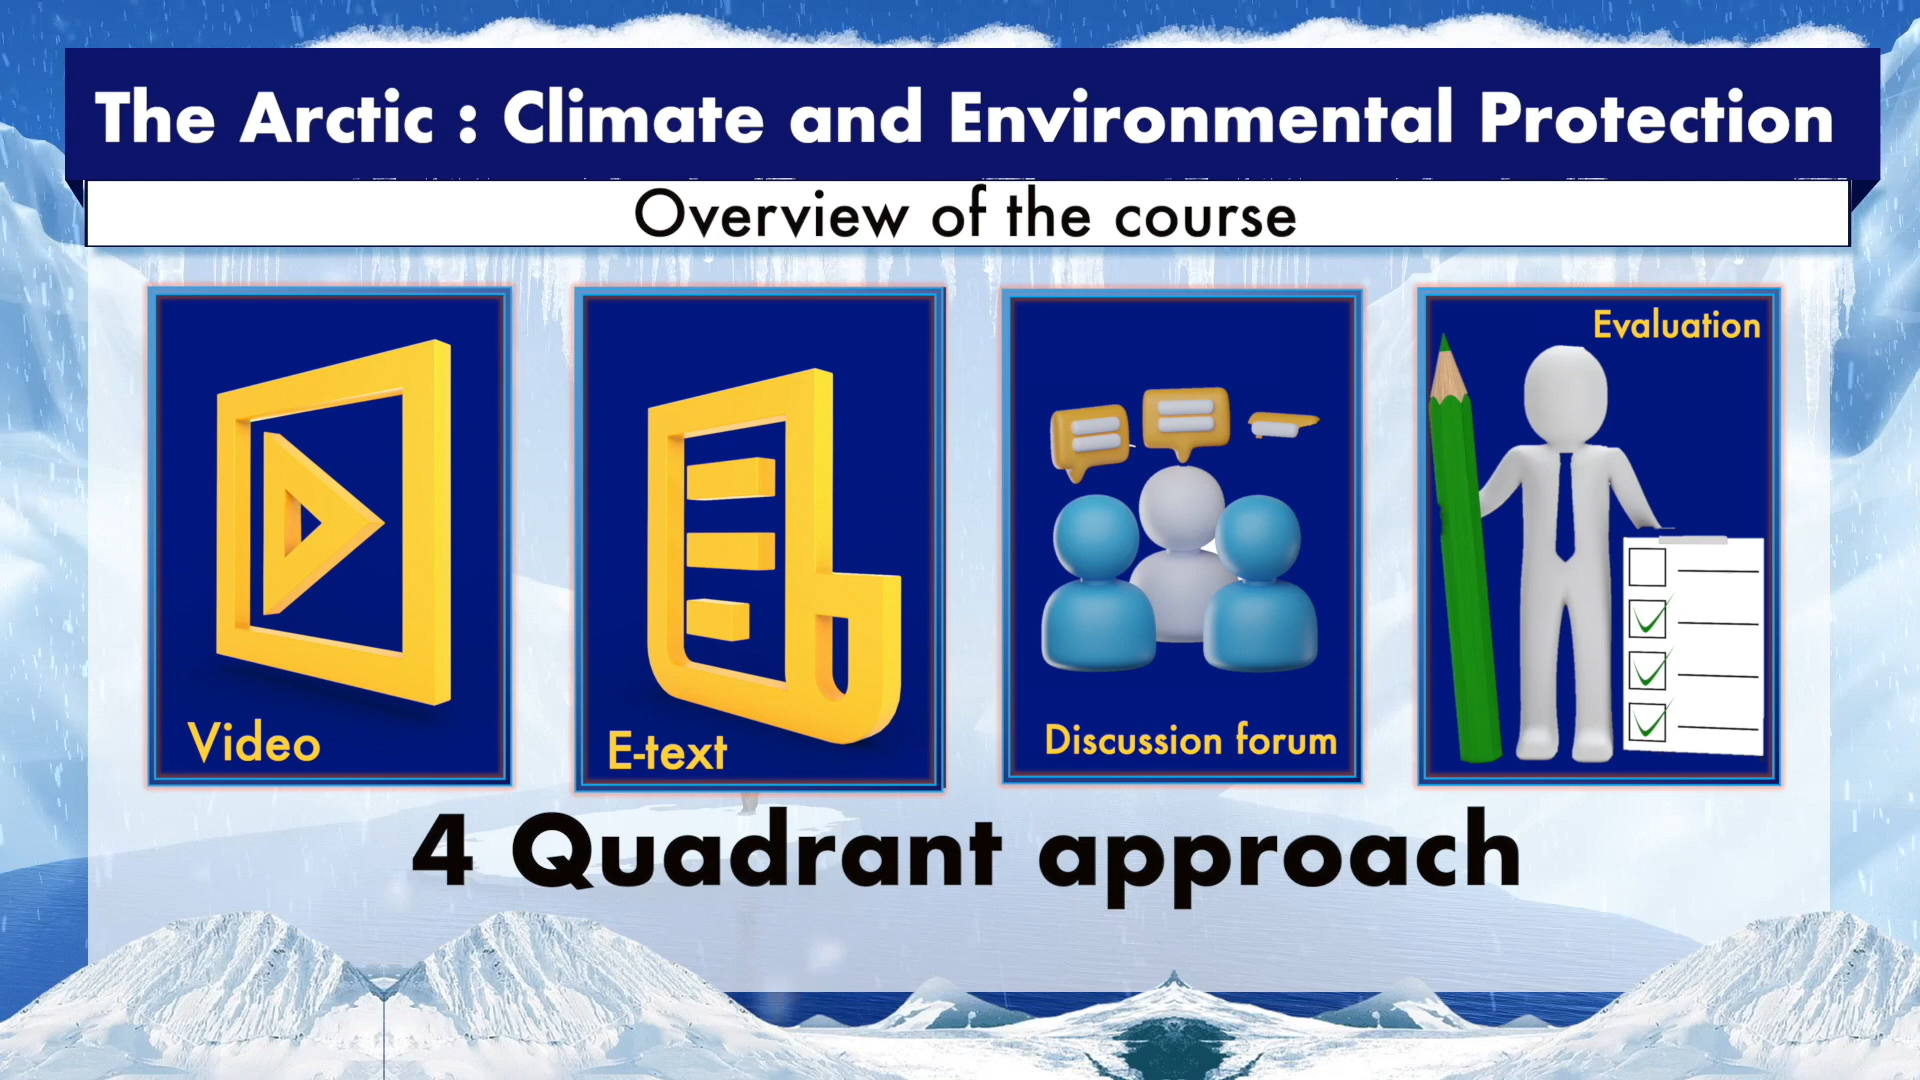 The Arctic : Climate and Environmental Protection
Overview of the course
Video
E-text
Discussion forum
Evaluation
4 Quadrant approach